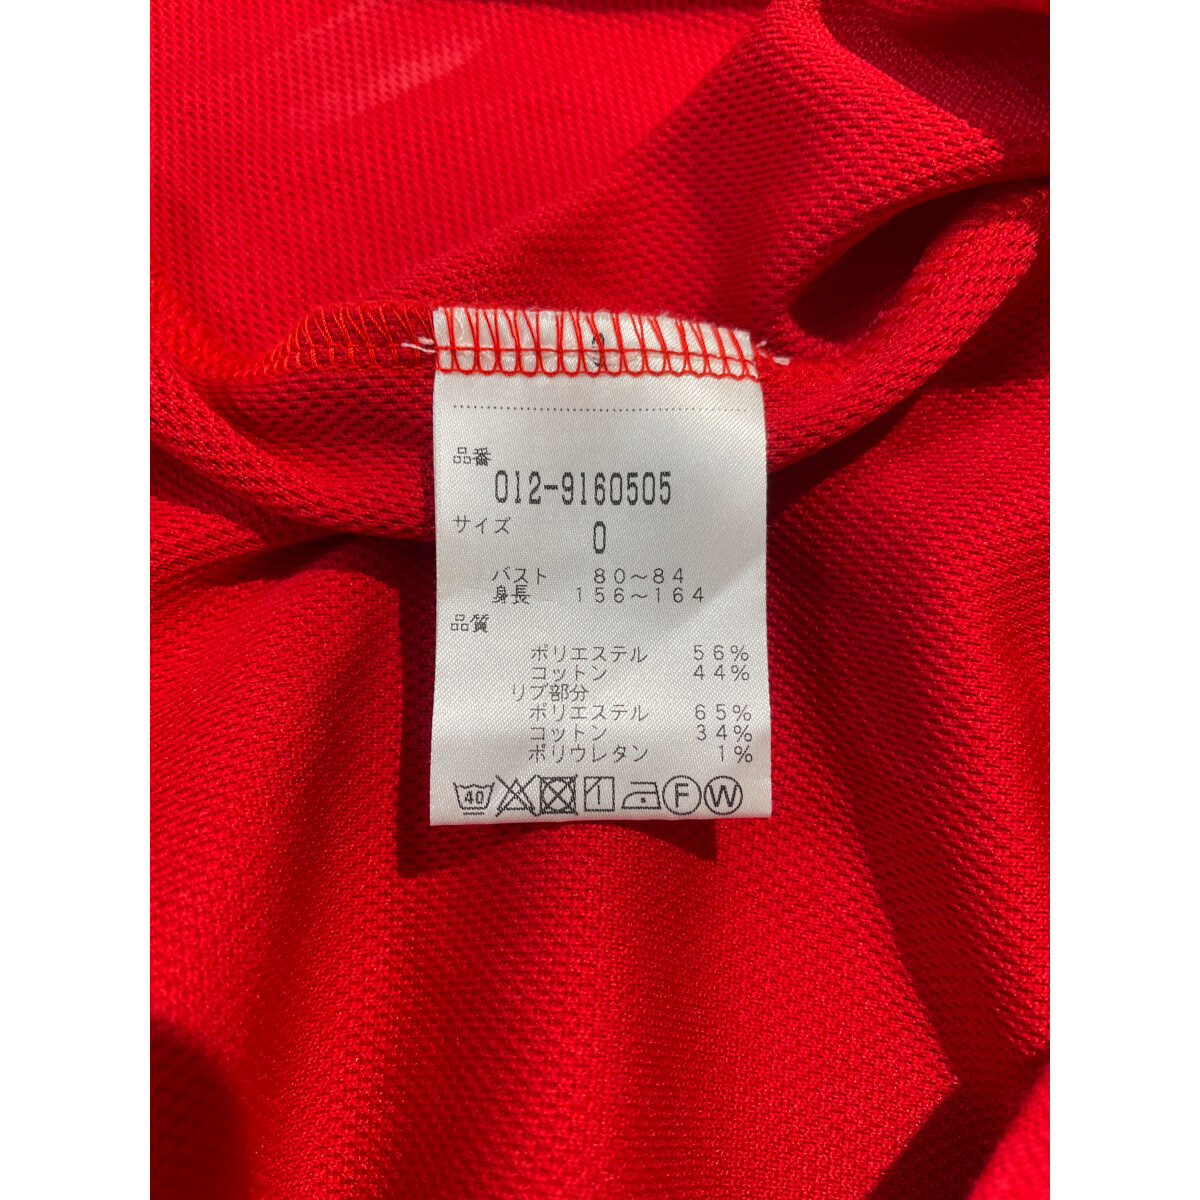 品番
012-9160505
サイズ
0
バスト 80～84
身長 156～164
品質
ポリエステル 56%
コットン 44%
リブ部分
ポリエステル 65%
コットン 34%
ポリウレタン 1%
40 1 F W